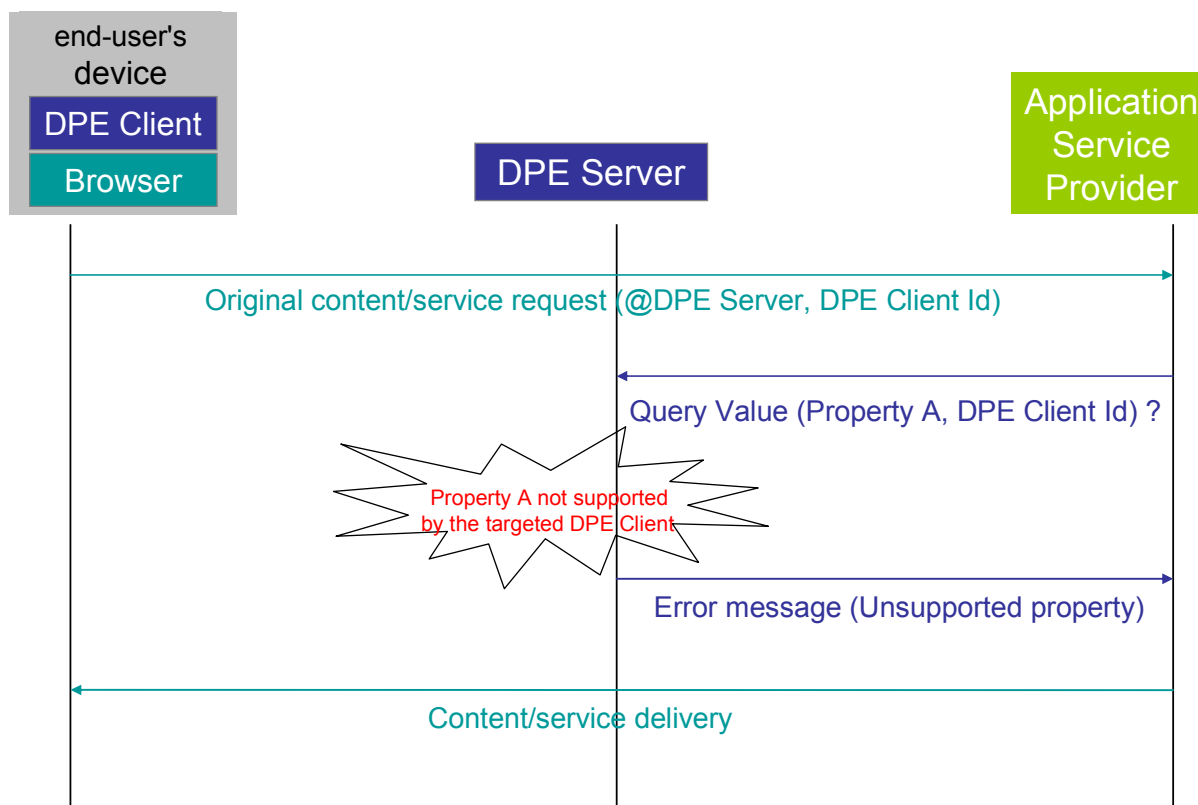 end-user's
device
DPE Client
Browser
DPE Server
Application
Service
Provider
Original content/service request (@DPE Server, DPE Client Id)
Query Value (Property A, DPE Client Id) ?
Property A not supported
by the targeted DPE Client
Error message (Unsupported property)
Content/service delivery